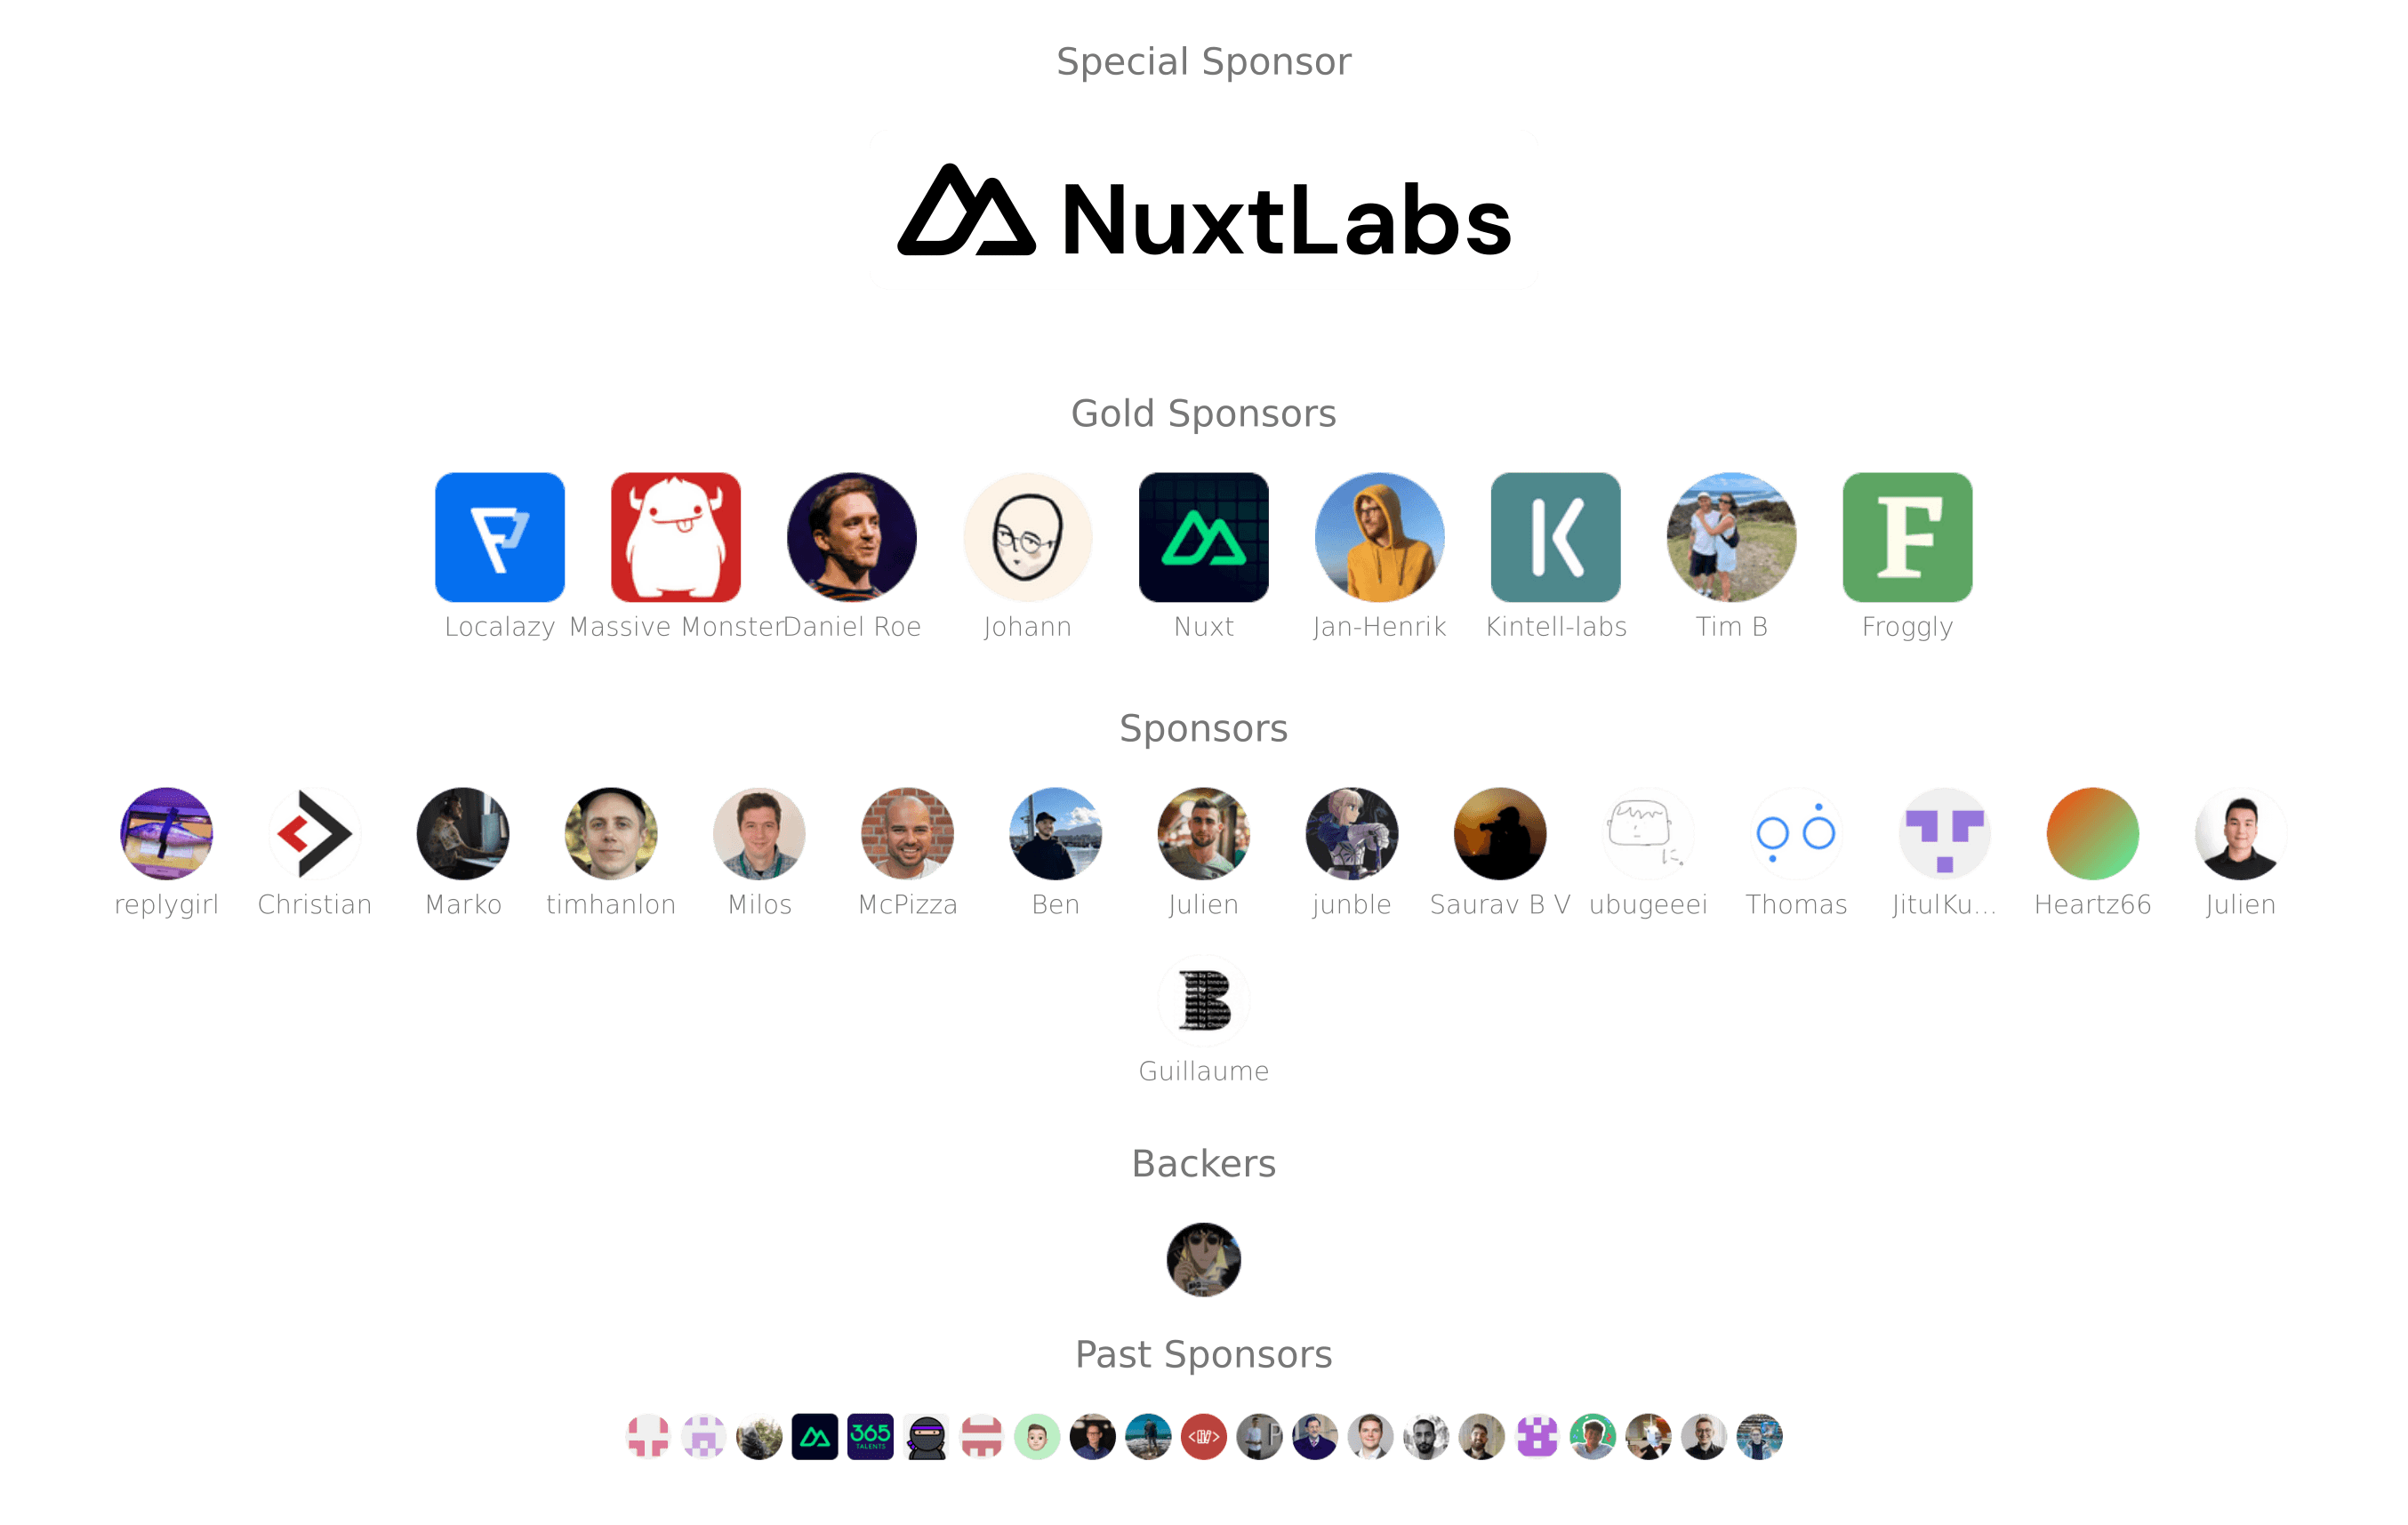 Special Sponsor
NuxtLabs
Gold Sponsors
Localazy Massive Monster Daniel Roe Johann Nuxt Jan-Henrik Kintell-labs Tim B Froggly
Sponsors
replygirl Christian Marko timhanlon Milos McPizza Ben Julien junble Saurav B V ubugeeei Thomas JitulKu... Heartz66 Julien
Guillaume
Backers
Past Sponsors
365
TALENTS